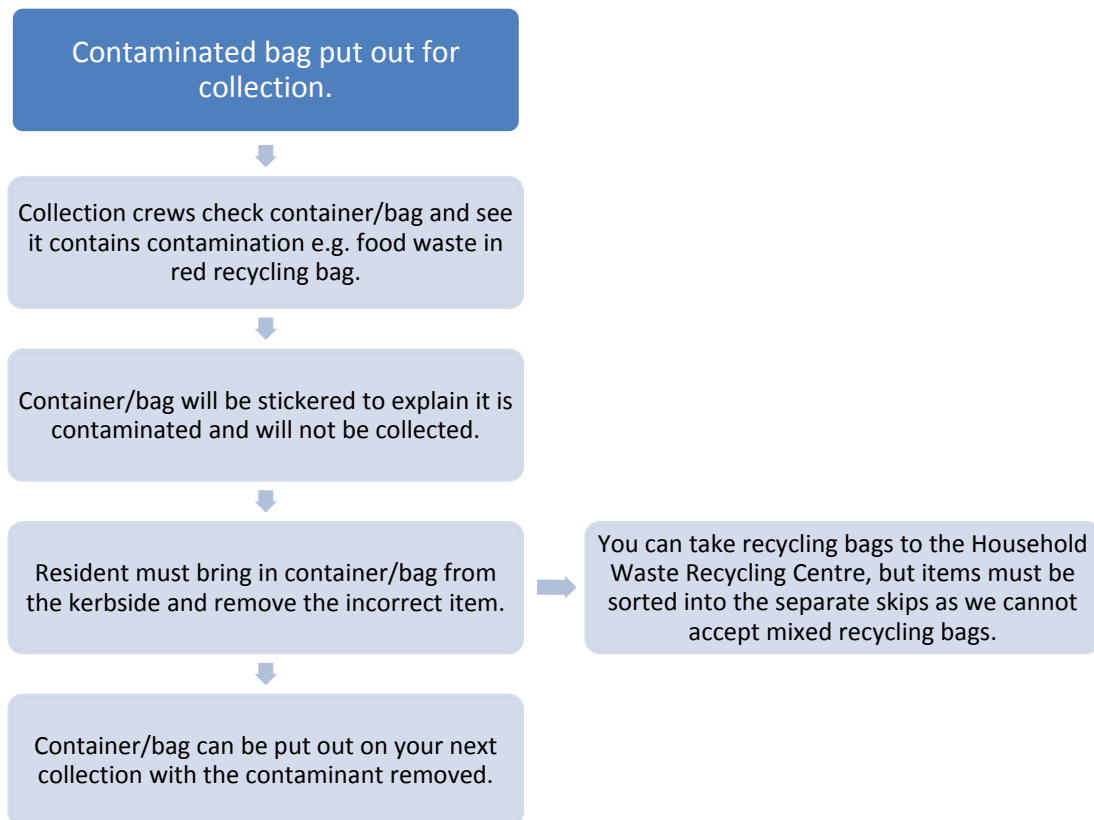 Contaminated bag put out for
collection.
Collection crews check container/bag and see
it contains contamination e.g. food waste in
red recycling bag.
Container/bag will be stickered to explain it is
contaminated and will not be collected.
Resident must bring in container/bag from
the kerbside and remove the incorrect item.
You can take recycling bags to the Household
Waste Recycling Centre, but items must be
sorted into the separate skips as we cannot
accept mixed recycling bags.
Container/bag can be put out on your next
collection with the contaminant removed.